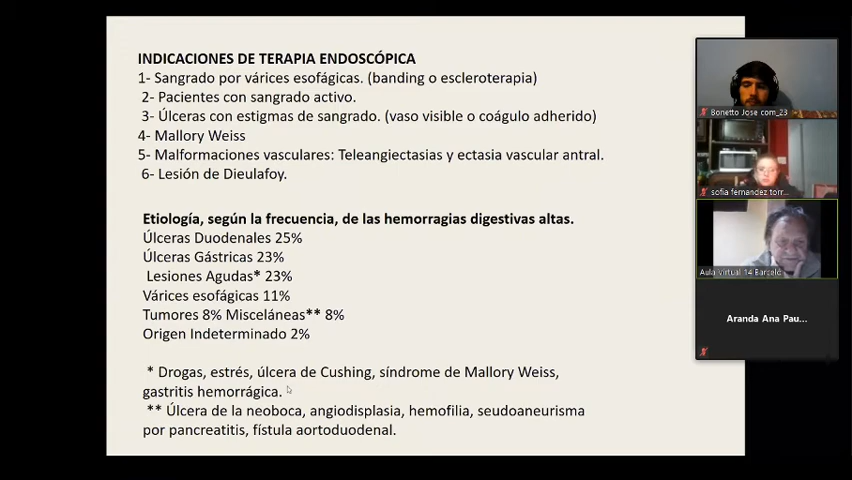 INDICACIONES DE TERAPIA ENDOSCÓPICA
1- Sangrado por várices esofágicas. (banding o escleroterapia)
2- Pacientes con sangrado activo.
3- Úlceras con estigmas de sangrado. (vaso visible o coágulo adherido)
4- Mallory Weiss
5- Malformaciones vasculares: Teleangiectasias y ectasia vascular antral.
6- Lesión de Dieulafoy.
Etiología, según la frecuencia, de las hemorragias digestivas altas.
Úlceras Duodenales 25%
Úlceras Gástricas 23%
Lesiones Agudas* 23%
Várices esofágicas 11%
Tumores 8% Misceláneas** 8%
Origen Indeterminado 2%
* Drogas, estrés, úlcera de Cushing, síndrome de Mallory Weiss,
gastritis hemorrágica.
** Úlcera de la neoboca, angiodisplasia, hemofilia, seudoaneurisma
por pancreatitis, fístula aortoduodenal.
Bonetto Jose com_23
sofia fernandez torr...
Aula Virtual 14 Barceló
Aranda Ana Pau...